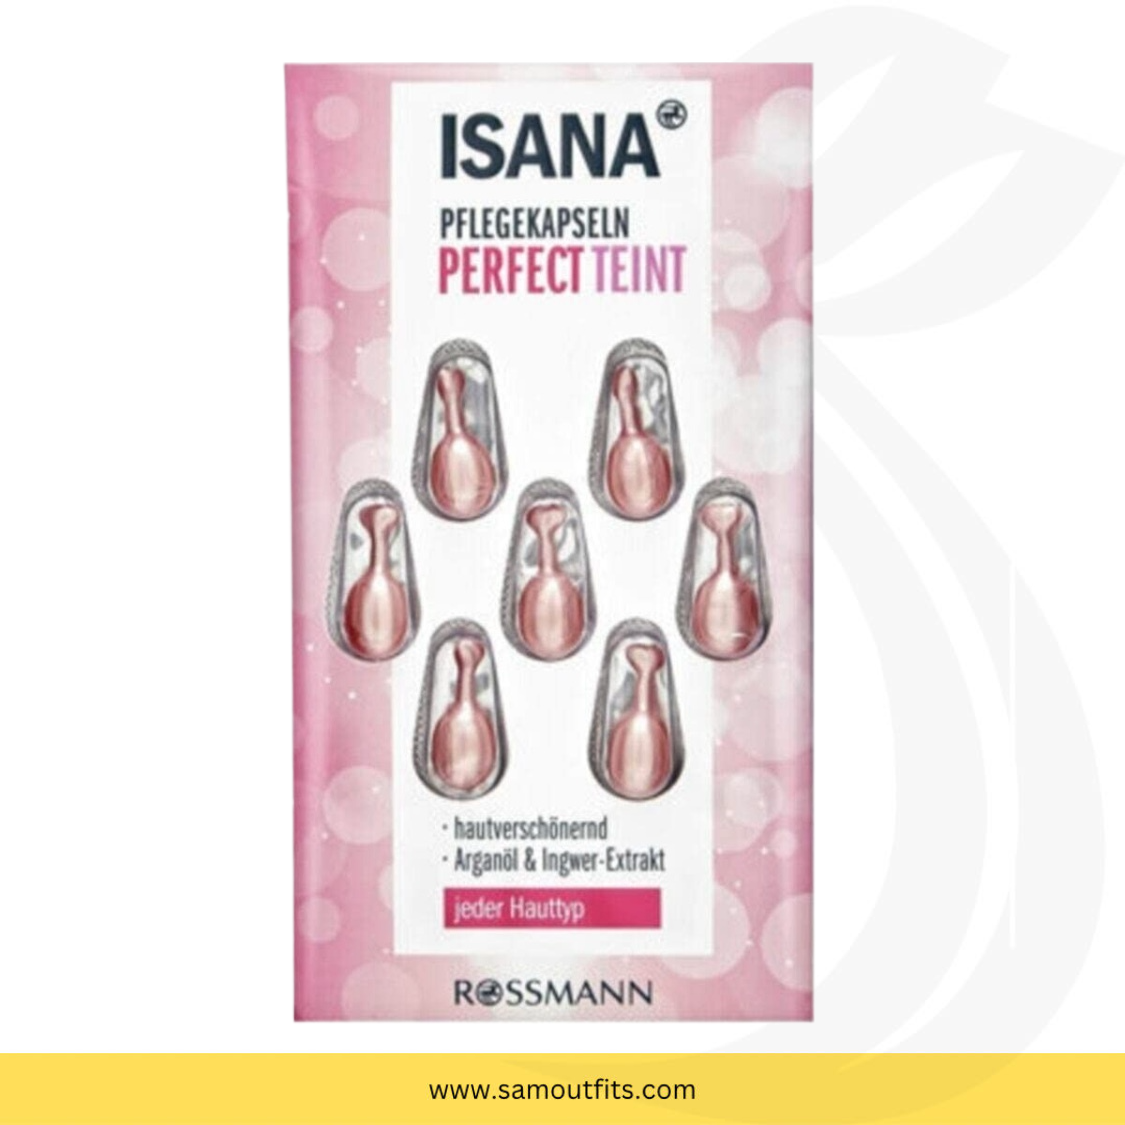 ISANA
PFLEGEKAPSELN
PERFECT TEINT
· hautverschönernd
· Arganöl & Ingwer-Extrakt
jeder Hauttyp
ROSSMANN
www.samoutfits.com